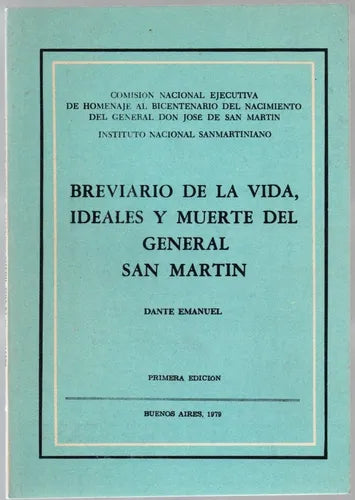 COMISION NACIONAL EJECUTIVA
DE HOMENAJE AL BICENTENARIO DEL NACIMIENTO
DEL GENERAL DON JOSE DE SAN MARTIN
INSTITUTO NACIONAL SANMARTINIANO
BREVIARIO DE LA VIDA,
IDEALES Y MUERTE DEL
GENERAL
SAN MARTIN
DANTE EMANUEL
PRIMERA EDICION
BUENOS AIRES, 1979